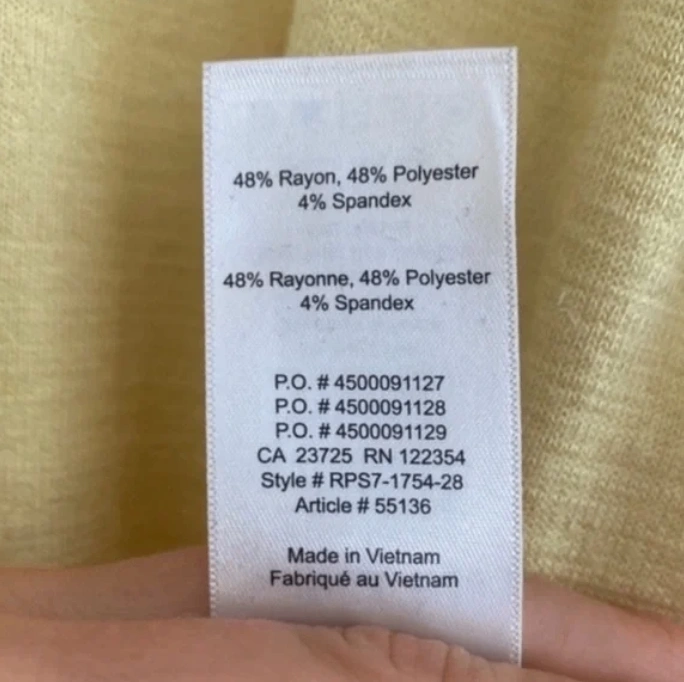 48% Rayon, 48% Polyester
4% Spandex
48% Rayonne, 48% Polyester
4% Spandex
P.O. # 4500091127
P.O. # 4500091128
P.O. # 4500091129
CA 23725 RN 122354
Style # RPS7-1754-28
Article # 55136
Made in Vietnam
Fabriqué au Vietnam